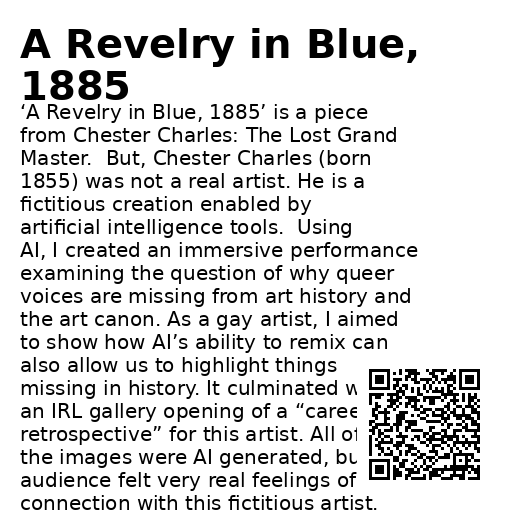 A Revelry in Blue,
1885
‘A Revelry in Blue, 1885’ is a piece
from Chester Charles: The Lost Grand
Master.  But, Chester Charles (born
1855) was not a real artist. He is a
fictitious creation enabled by
artificial intelligence tools.  Using
AI, I created an immersive performance
examining the question of why queer
voices are missing from art history and
the art canon. As a gay artist, I aimed
to show how AI’s ability to remix can
also allow us to highlight things
missing in history. It culminated
an IRL gallery opening of a “caree
retrospective” for this artist. All of
the images were AI generated,
audience felt very real feelings of
connection with this fictitious artist.